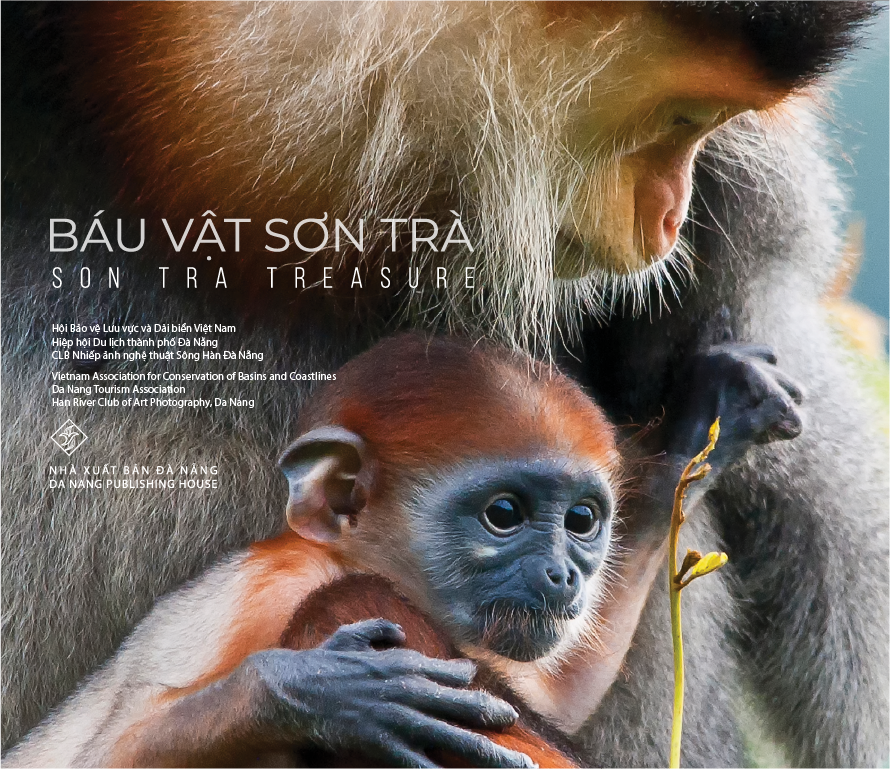 BÁU VẬT SƠN TRÀ
SON TRA TREASURE
Hội Bảo vệ Lưu vực và Dải biển Việt Nam
Hiệp hội Du lịch thành phố Đà Nẵng
CLB Nhiếp ảnh nghệ thuật Sông Hàn Đà Nẵng
Vietnam Association for Conservation of Basins and Coastlines
Da Nang Tourism Association
Han River Club of Art Photography, Da Nang
NHÀ XUẤT BẢN ĐÀ NẴNG
DA NANG PUBLISHING HOUSE